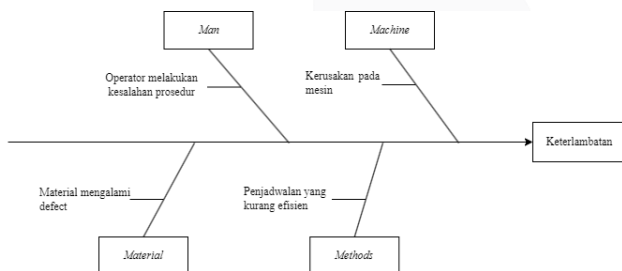 Man
Machine
Operator melakukan
kesalahan prosedur
Kerusakan pada
mesin
Keterlambatan
Material mengalami
defect
Penjadwalan yang
kurang efisien
Material
Methods